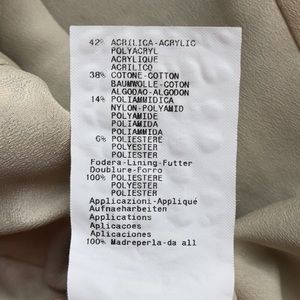 42% ACRILICA-ACRYLIC
POLYACRYL
ACRYLIQUE
ACRILICO
38% COTONE-COTTON
BAUMWOLLE-COTON
ALGODAO-ALGODON
14% POLIAMMIDICA
NYLON-POLYAMID
POLYAMIDE
POLIAMIDA
POLIAMMIDA
6% POLIESTERE
POLYESTER
POLIESTER
Fodera-Lining-Futter
Doublure-Forro
100% POLIESTERE
POLYESTER
POLIESTER
Applicazioni-Appliqué
Aufnaeharbeiten
Applications
Aplicacoes
Aplicaciones
100% Madreperla-da all